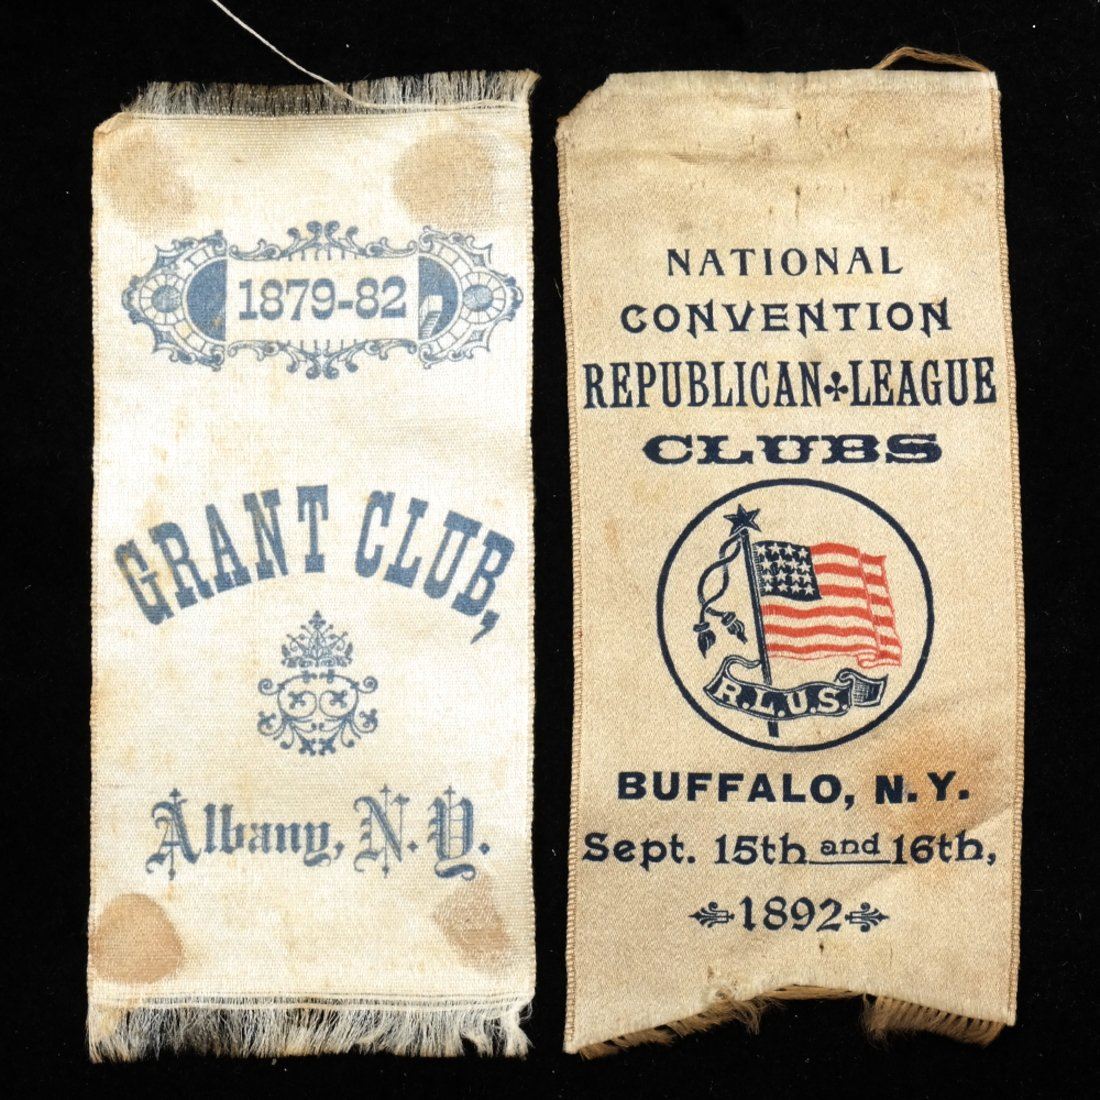 1879-82
GRANT CLUB,
Albany, N.Y.
NATIONAL
CONVENTION
REPUBLICAN♣LEAGUE
CLUBS
R.L.U.S.
BUFFALO, N.Y.
Sept. 15th and 16th,
1892